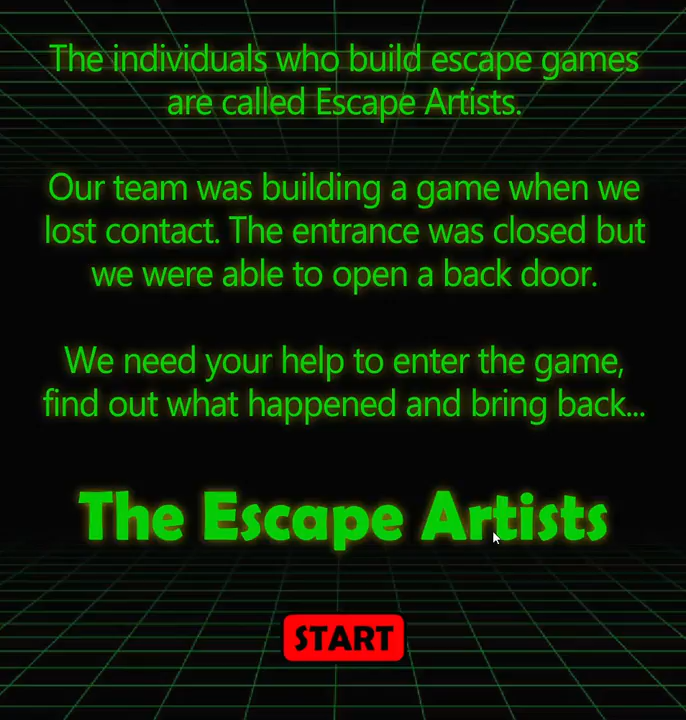 The individuals who build escape games
are called Escape Artists.
Our team was building a game when we
lost contact. The entrance was closed but
we were able to open a back door.
We need your help to enter the game,
find out what happened and bring back...
The Escape Artists
START